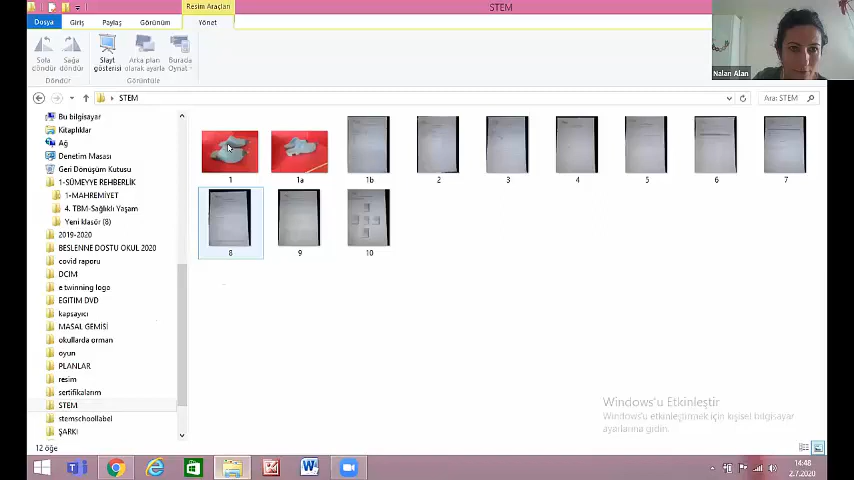 Resim Araçları
STEM
Dosya
Giriş
Paylaş
Görünüm
Yönet
Sola döndür
Sağa döndür
Slayt gösterisi
Arka plan olarak ayarla
Burada Oynat
Döndür
Görüntüle
Nalan Alan
STEM
Ara: STEM
Bu bilgisayar
Kitaplıklar
Ağ
Denetim Masası
Geri Dönüşüm Kutusu
1-SÜMEYYE REHBERLİK
1-MAHREMİYET
4. TBM-Sağlıklı Yaşam
Yeni klasör (8)
2019-2020
BESLENNE DOSTU OKUL 2020
covid raporu
DCIM
e twinning logo
EGITIM DVD
kapsayıcı
MASAL GEMİSİ
okullarda orman
oyun
PLANLAR
resim
sertifikalarım
STEM
stemschoollabel
ŞARKI
1
1a
1b
2
3
4
5
6
7
8
9
10
Windows'u Etkinleştir
Windows'u etkinleştirmek için kişisel bilgisayar
ayarlarına gidin.
12 öğe
14:48
2.7.2020